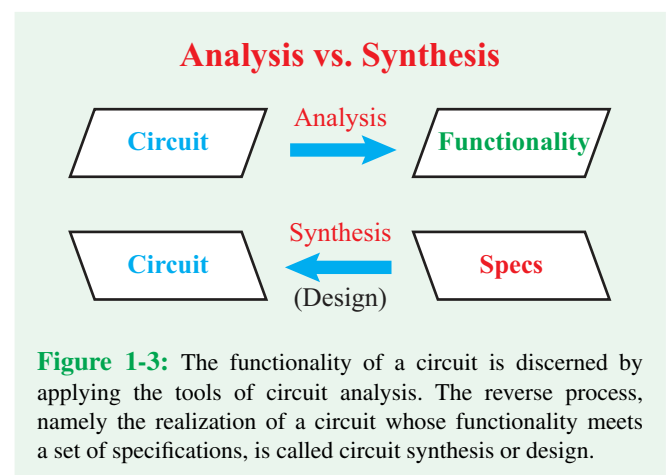 Analysis vs. Synthesis
Circuit
Analysis
Functionality
Circuit
Synthesis
(Design)
Specs
Figure 1-3: The functionality of a circuit is discerned by
applying the tools of circuit analysis. The reverse process,
namely the realization of a circuit whose functionality meets
a set of specifications, is called circuit synthesis or design.